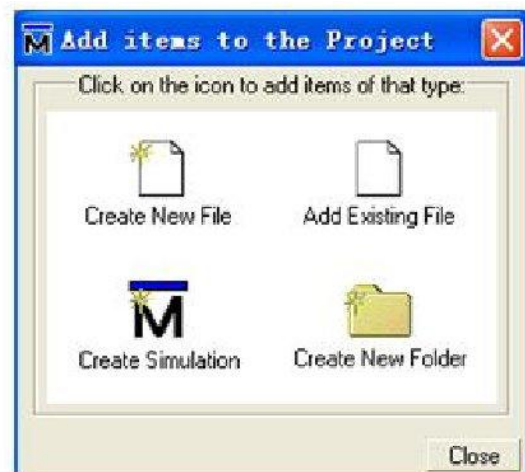 Add items to the Project
Click on the icon to add items of that type:
Create New File
Add Existing File
Create Simulation
Create New Folder
Close